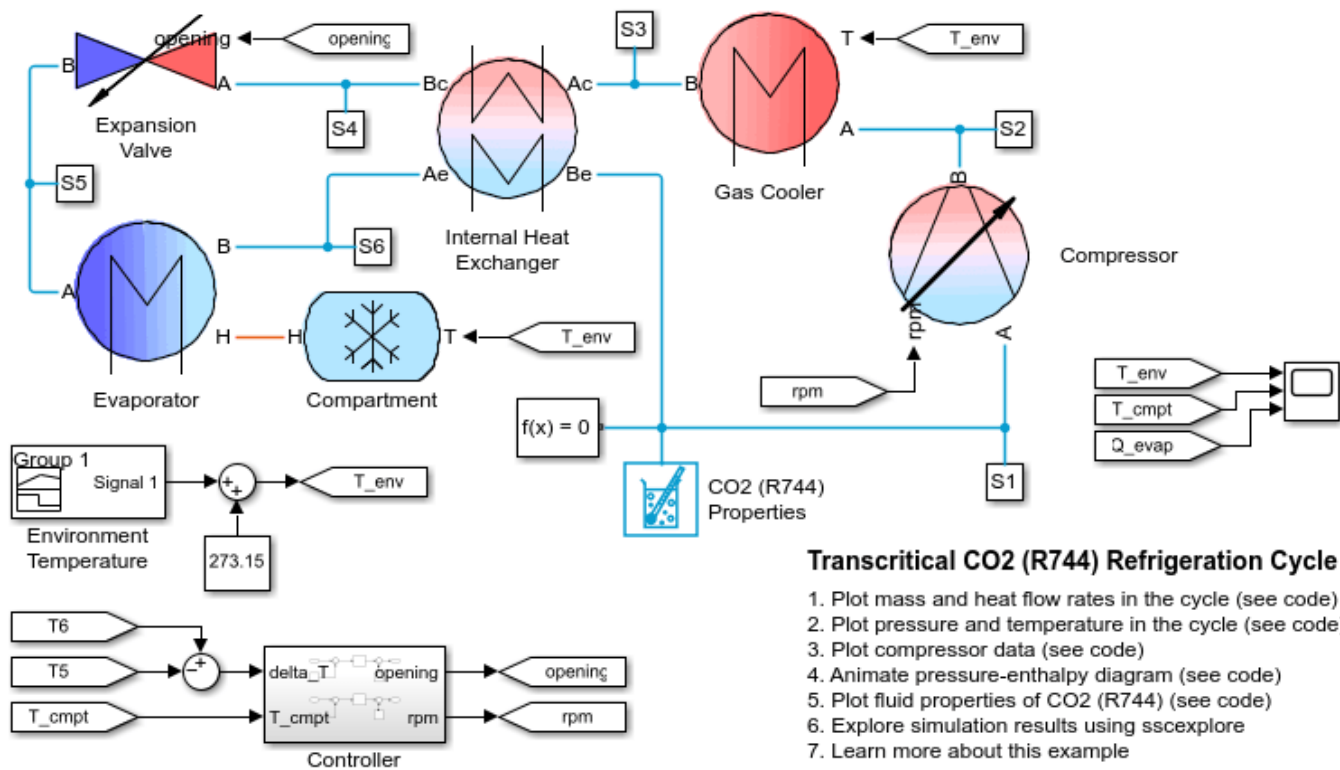 opening
opening
B
A
Expansion
Valve
S4
S5
Bc
Ac
Ae
Be
Internal Heat
Exchanger
S3
B
T
T_env
A
Gas Cooler
S2
B
Compressor
rpm
A
rpm
S1
A
B
H
S6
Evaporator
H
T
T_env
Compartment
f(x) = 0
CO2 (R744)
Properties
T_env
T_cmpt
Q_evap
Group 1
Signal 1
Environment
Temperature
+
+
273.15
T_env
T6
T5
T_cmpt
+
−
delta_T
opening
T_cmpt
rpm
Controller
opening
rpm
Transcritical CO2 (R744) Refrigeration Cycle
1. Plot mass and heat flow rates in the cycle (see code)
2. Plot pressure and temperature in the cycle (see code
3. Plot compressor data (see code)
4. Animate pressure-enthalpy diagram (see code)
5. Plot fluid properties of CO2 (R744) (see code)
6. Explore simulation results using sscexplore
7. Learn more about this example